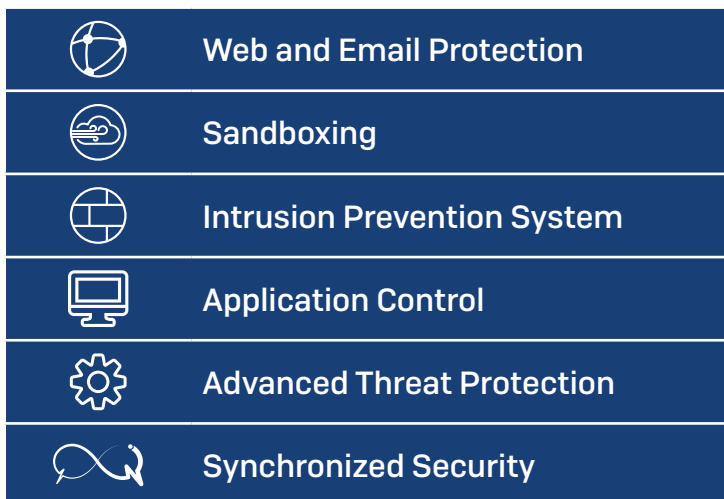 Web and Email Protection
Sandboxing
Intrusion Prevention System
Application Control
Advanced Threat Protection
Synchronized Security